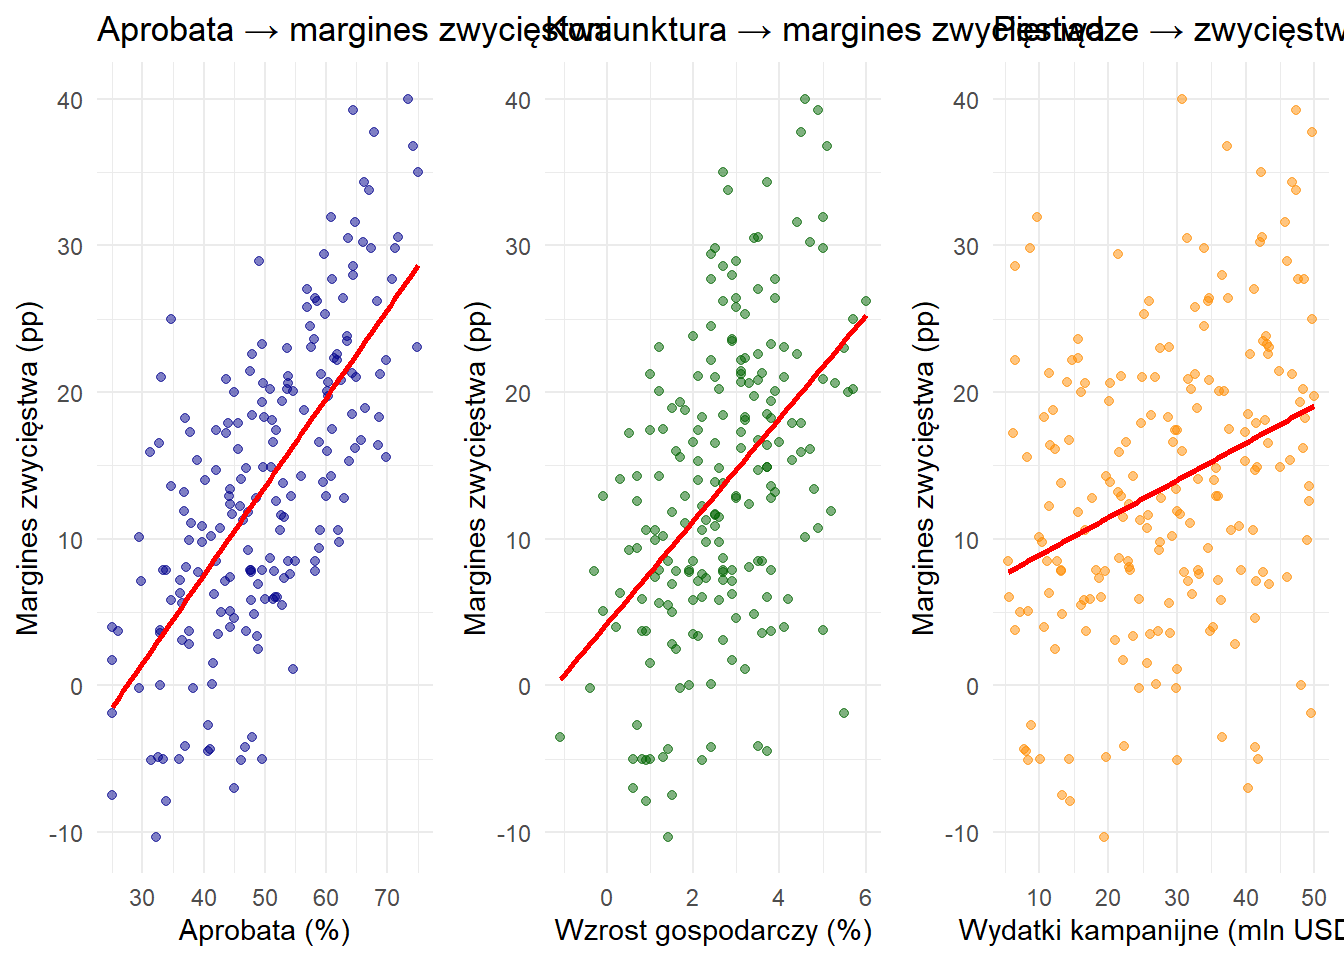 Aprobata → margines zwycięstwa
Koniunktura → margines zwycięstwa
Pieniądze → zwycięstw
Margines zwycięstwa (pp)
40
30
20
10
0
-10
30 40 50 60 70
Aprobata (%)
Margines zwycięstwa (pp)
40
30
20
10
0
-10
0 2 4 6
Wzrost gospodarczy (%)
Margines zwycięstwa (pp)
40
30
20
10
0
-10
10 20 30 40 50
Wydatki kampanijne (mln USD